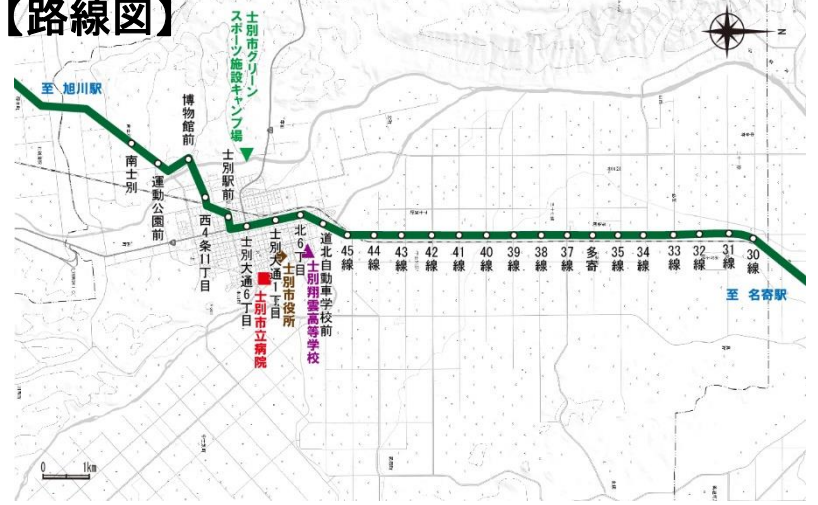 【路線図】
至 旭川駅
南士別
運動公園前
博物館前
西4条11丁目
士別駅前
士別市グリーン
スポーツ施設キャンプ場
士別大通6丁目
士別大通1丁目
北6丁目
道北自動車学校前
士別市立病院
士別市役所
士別翔雲高等学校
45線
44線
43線
42線
41線
40線
39線
38線
37線
多寄
35線
34線
33線
32線
31線
30線
至 名寄駅
N
0 1km